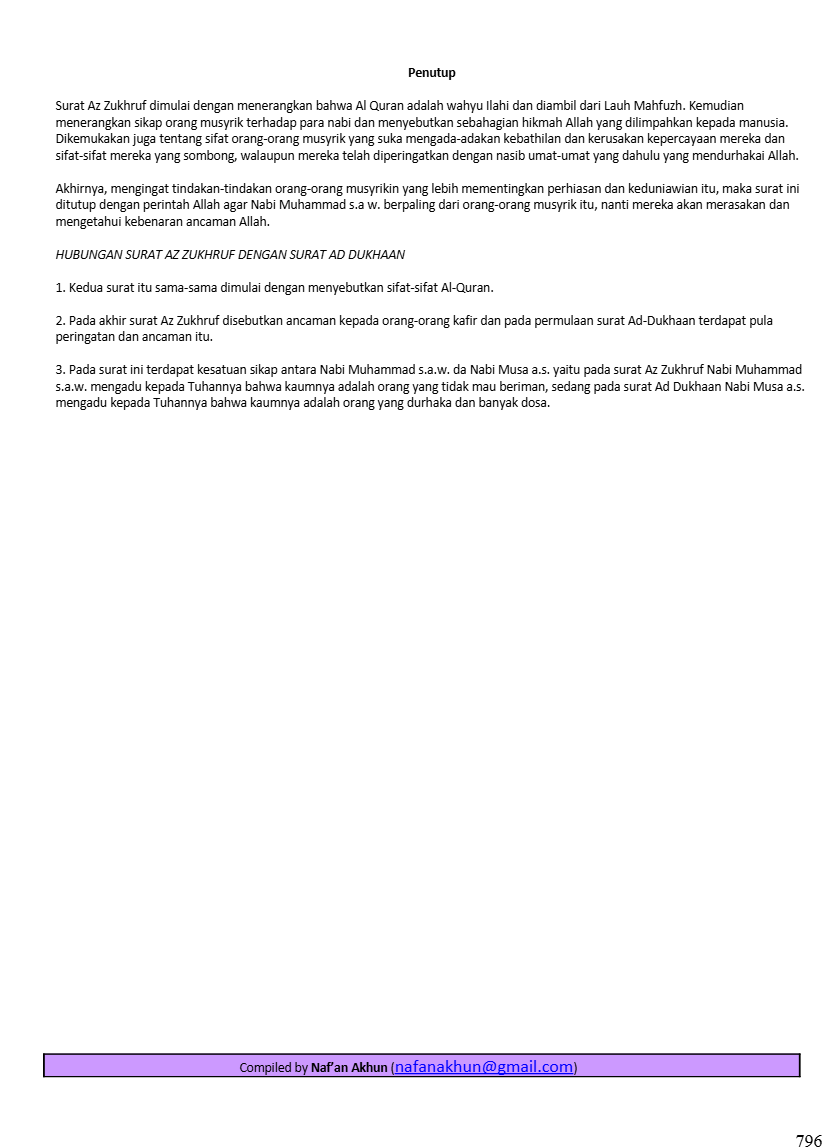 Penutup
Surat Az Zukhruf dimulai dengan menerangkan bahwa Al Quran adalah wahyu Ilahi dan diambil dari Lauh Mahfuzh. Kemudian
menerangkan sikap orang musyrik terhadap para nabi dan menyebutkan sebahagian hikmah Allah yang dilimpahkan kepada manusia.
Dikemukakan juga tentang sifat orang-orang musyrik yang suka mengada-adakan kebathilan dan kerusakan kepercayaan mereka dan
sifat-sifat mereka yang sombong, walaupun mereka telah diperingatkan dengan nasib umat-umat yang dahulu yang mendurhakai Allah.
Akhirnya, mengingat tindakan-tindakan orang-orang musyrikin yang lebih mementingkan perhiasan dan keduniawian itu, maka surat ini
ditutup dengan perintah Allah agar Nabi Muhammad s.a w. berpaling dari orang-orang musyrik itu, nanti mereka akan merasakan dan
mengetahui kebenaran ancaman Allah.
HUBUNGAN SURAT AZ ZUKHRUF DENGAN SURAT AD DUKHAAN
1. Kedua surat itu sama-sama dimulai dengan menyebutkan sifat-sifat Al-Quran.
2. Pada akhir surat Az Zukhruf disebutkan ancaman kepada orang-orang kafir dan pada permulaan surat Ad-Dukhaan terdapat pula
peringatan dan ancaman itu.
3. Pada surat ini terdapat kesatuan sikap antara Nabi Muhammad s.a.w. da Nabi Musa a.s. yaitu pada surat Az Zukhruf Nabi Muhammad
s.a.w. mengadu kepada Tuhannya bahwa kaumnya adalah orang yang tidak mau beriman, sedang pada surat Ad Dukhaan Nabi Musa a.s.
mengadu kepada Tuhannya bahwa kaumnya adalah orang yang durhaka dan banyak dosa.
Compiled by Naf’an Akhun (nafanakhun@gmail.com)
796